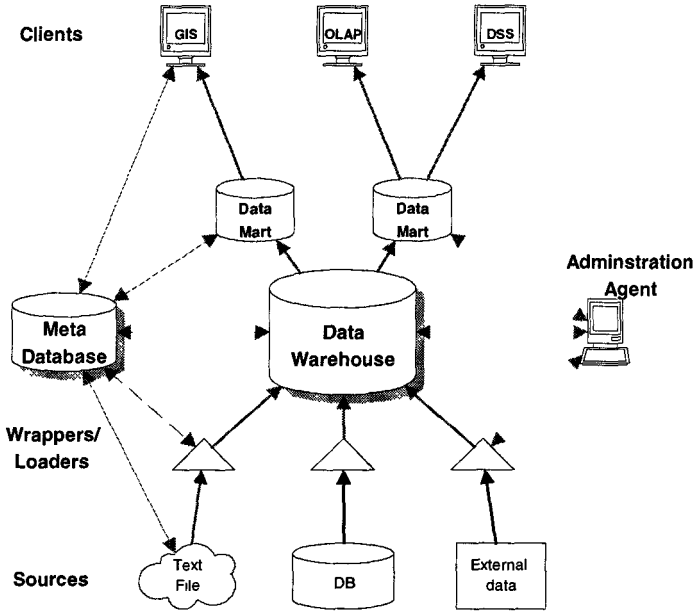 Clients
GIS
OLAP
DSS
Data
Mart
Data
Mart
Adminstration
Agent
Meta
Database
Data
Warehouse
Wrappers/
Loaders
Sources
Text
File
DB
External
data